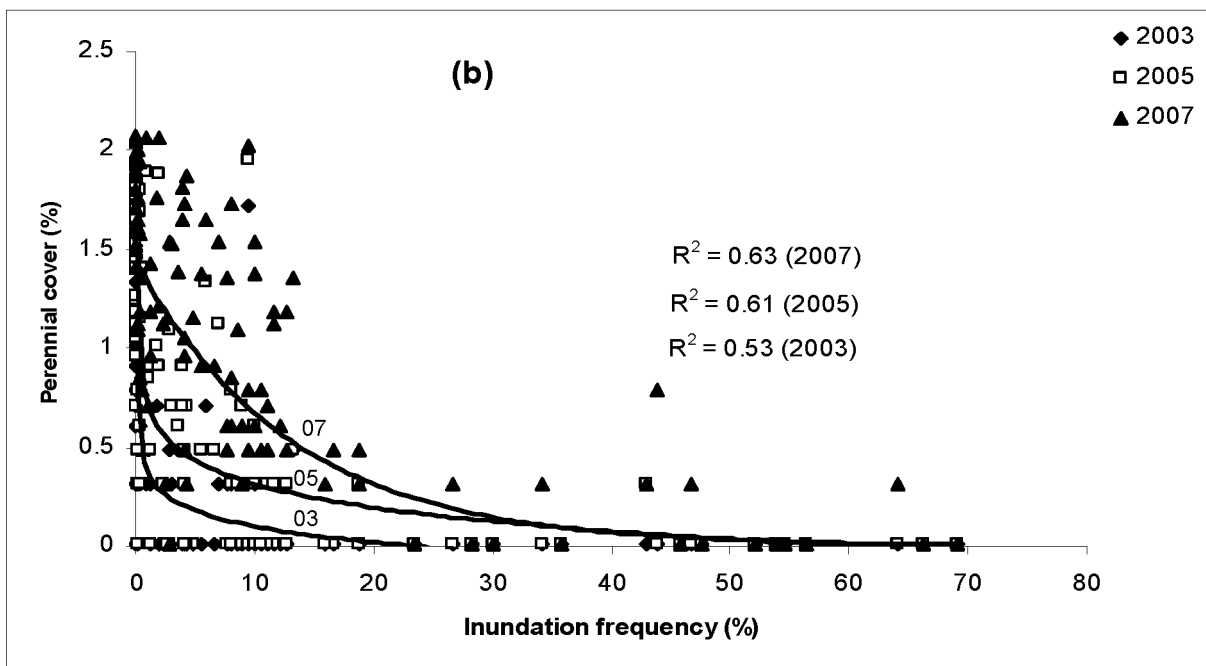 (b)
2003
2005
2007
2.5
2
1.5
1
0.5
0
Perennial cover (%)
R² = 0.63 (2007)
R² = 0.61 (2005)
R² = 0.53 (2003)
07
05
03
0 10 20 30 40 50 60 70 80
Inundation frequency (%)